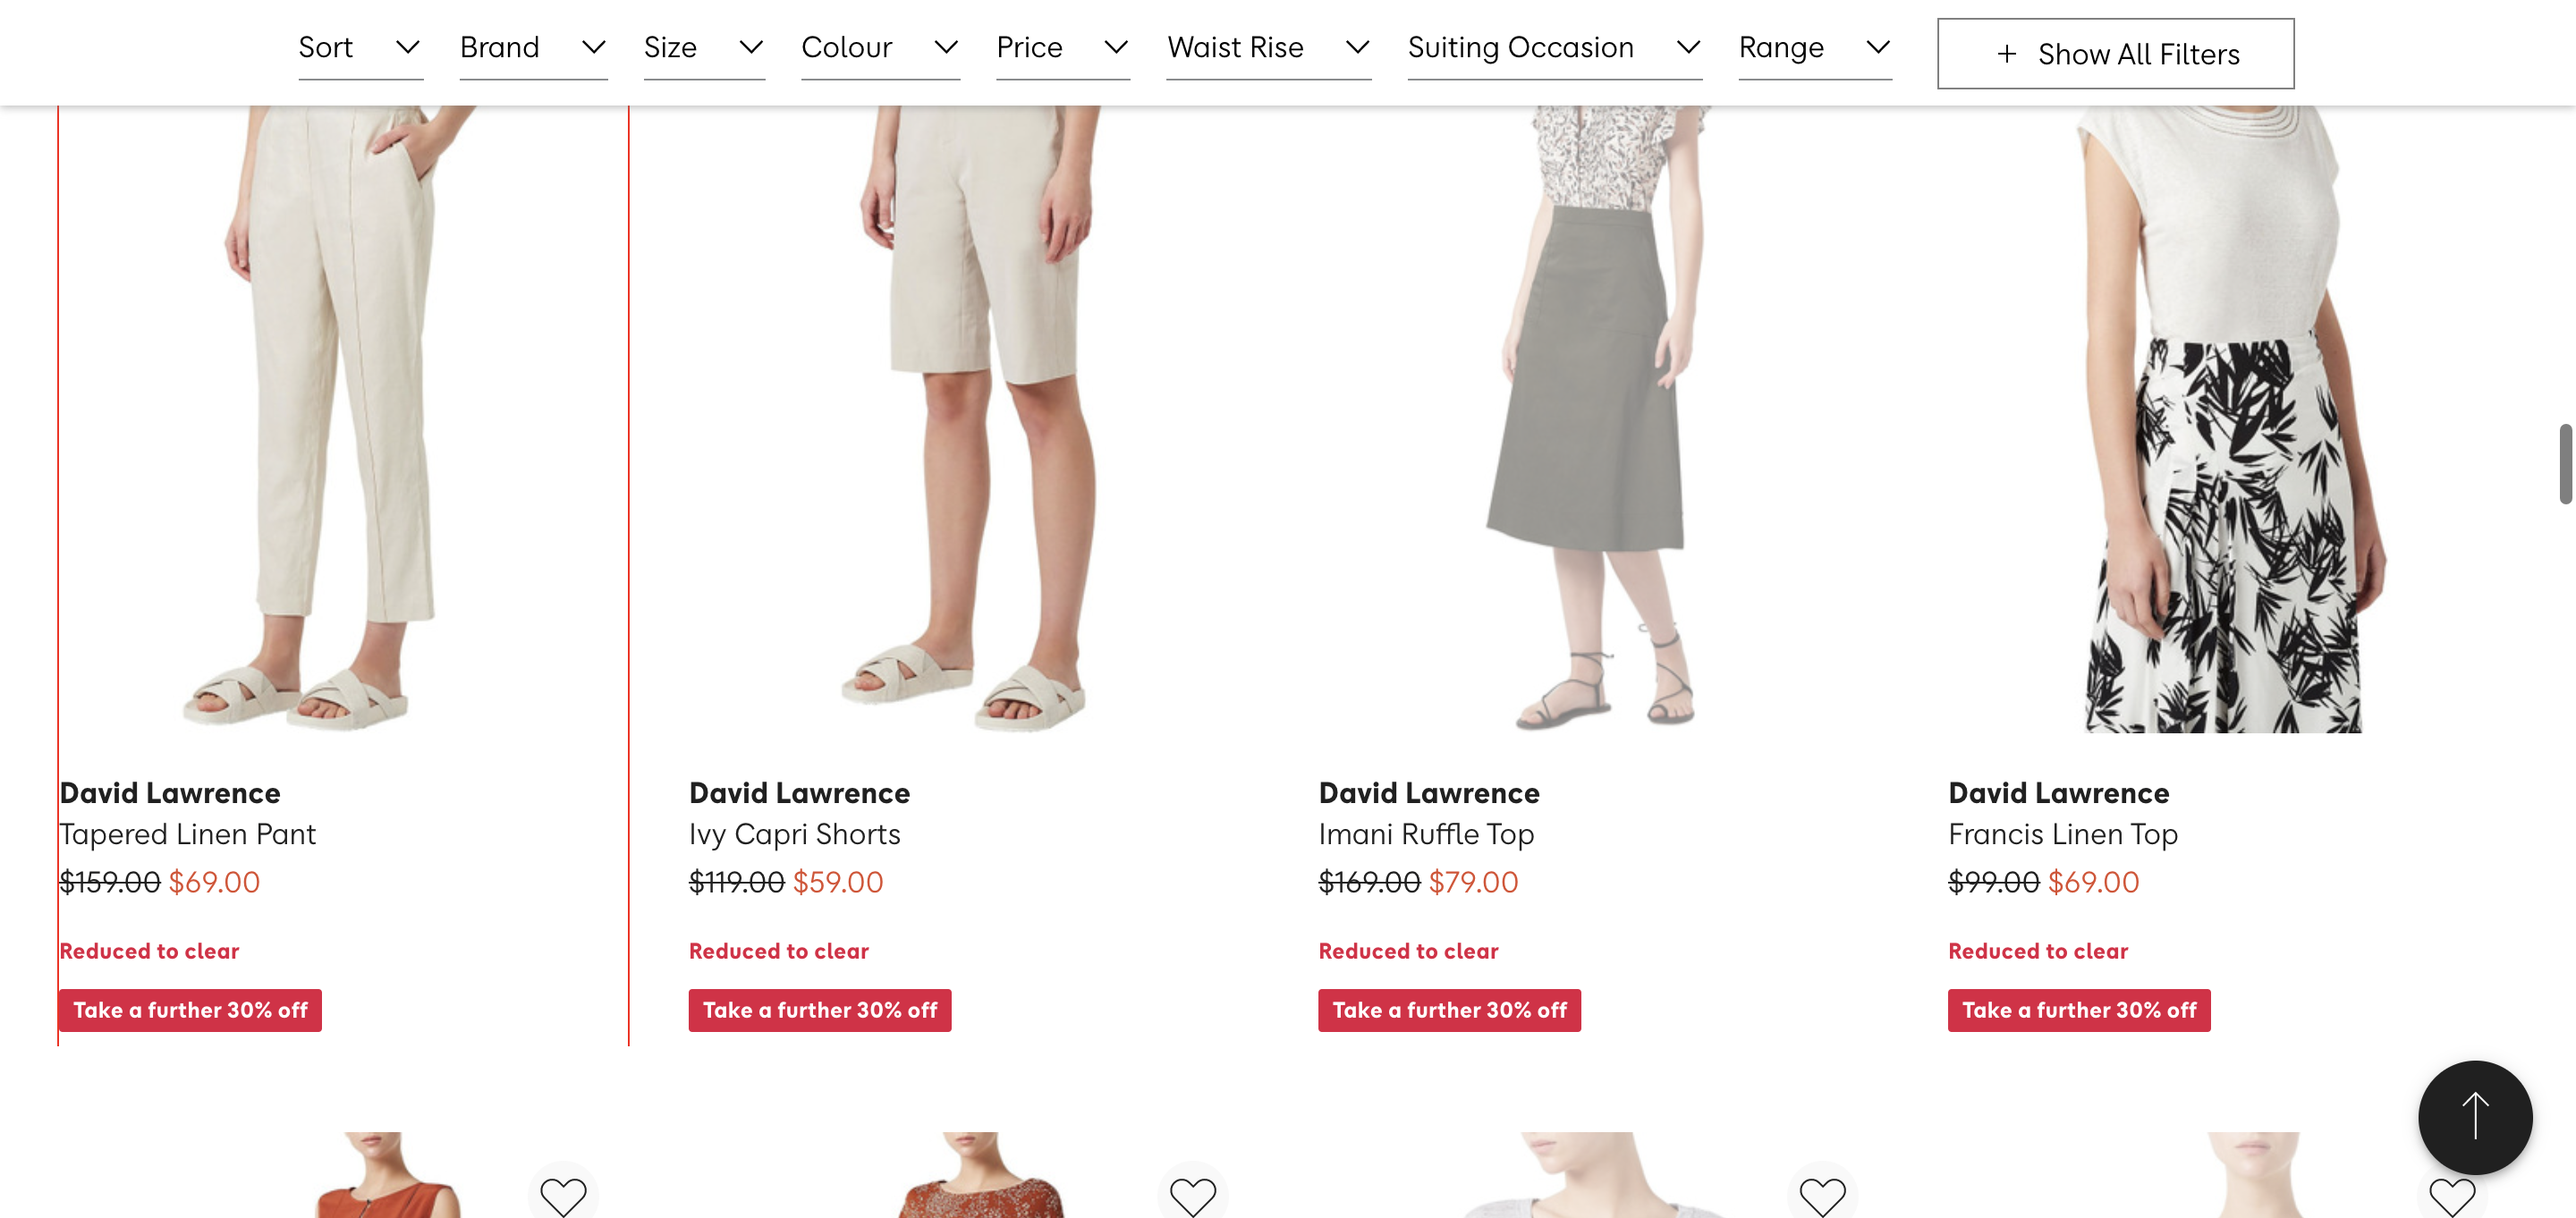 Sort
Brand
Size
Colour
Price
Waist Rise
Suiting Occasion
Range
+ Show All Filters
David Lawrence
Tapered Linen Pant
$159.00 $69.00
Reduced to clear
Take a further 30% off
David Lawrence
Ivy Capri Shorts
$119.00 $59.00
Reduced to clear
Take a further 30% off
David Lawrence
Imani Ruffle Top
$169.00 $79.00
Reduced to clear
Take a further 30% off
David Lawrence
Francis Linen Top
$99.00 $69.00
Reduced to clear
Take a further 30% off